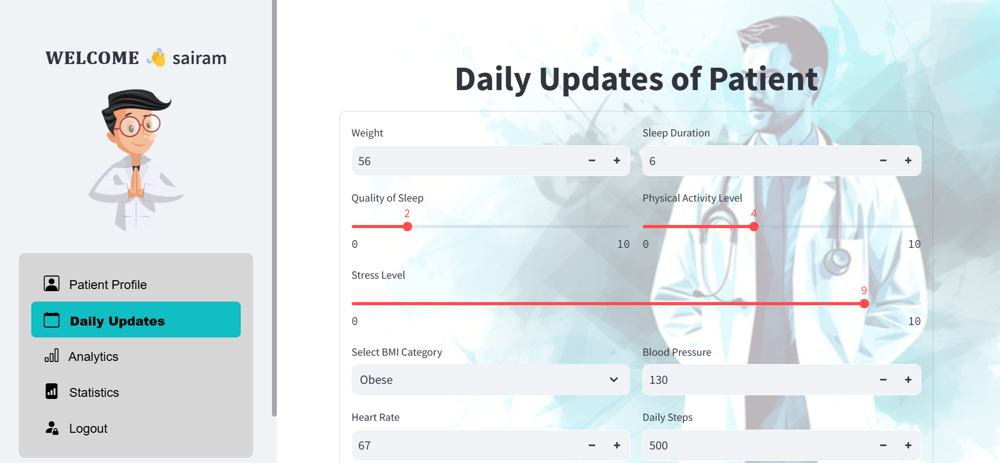 WELCOME 👋 sairam
Patient Profile
Daily Updates
Analytics
Statistics
Logout
Daily Updates of Patient
Weight
Sleep Duration
56
6
Quality of Sleep
Physical Activity Level
2
4
0 10
0 10
Stress Level
9
0 10
Select BMI Category
Blood Pressure
Obese
130
Heart Rate
Daily Steps
67
500